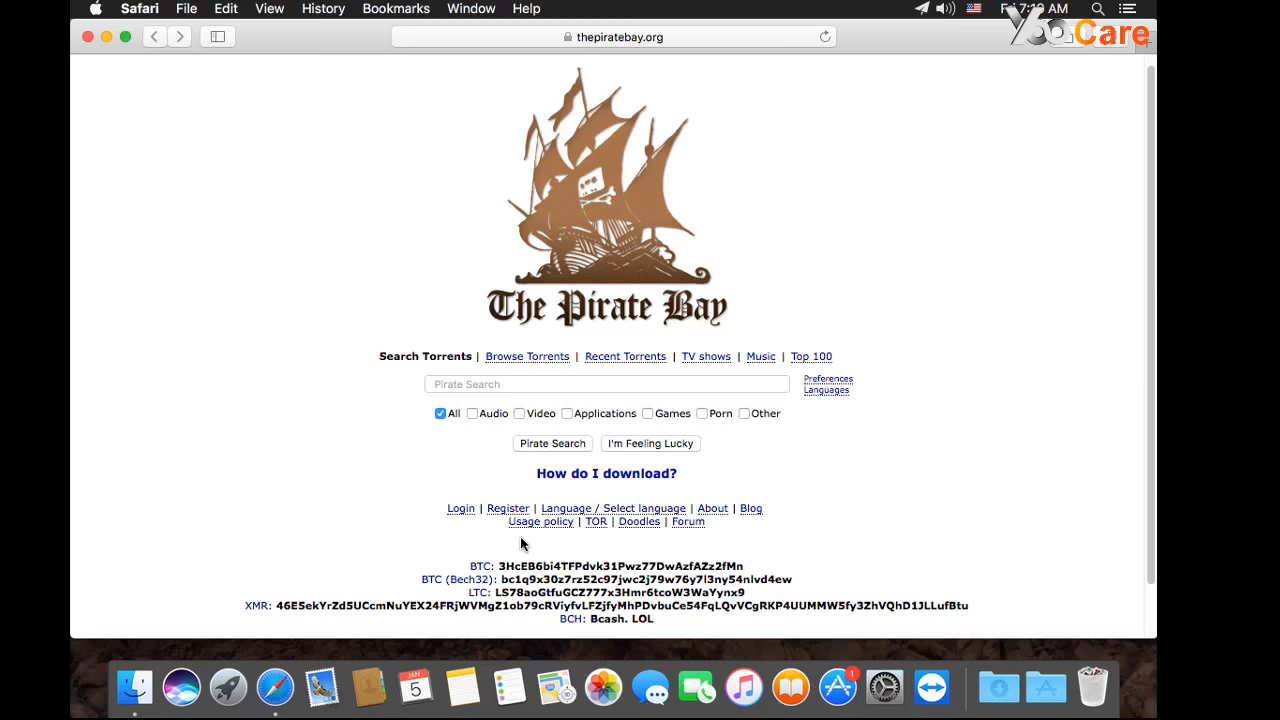 Safari File Edit View History Bookmarks Window Help
YooCare
thepiratebay.org
The Pirate Bay
Search Torrents | Browse Torrents | Recent Torrents | TV shows | Music | Top 100
Pirate Search
Preferences
Languages
All Audio Video Applications Games Porn Other
Pirate Search I'm Feeling Lucky
How do I download?
Login | Register | Language / Select language | About | Blog
Usage policy | TOR | Doodles | Forum
BTC: 3HcEB6bi4TFPdvk31Pwz77DwAzfAZz2fMn
BTC (Bech32): bc1q9x30z7rz52c97jwc2j79w76y7l3ny54nlvd4ew
LTC: LS78aoGtfuGCZ777x3Hmr6tcoW3WaYynx9
XMR: 46E5ekYrZd5UCcmNuYEX24FRjWVMgZ1ob79cRViyfvLFZjfyMhPDvbuCe54FqLQvVCgRKP4UUMMW5fy3ZhVQhD1JLLufBtu
BCH: Bcash. LOL
JAN
5
1